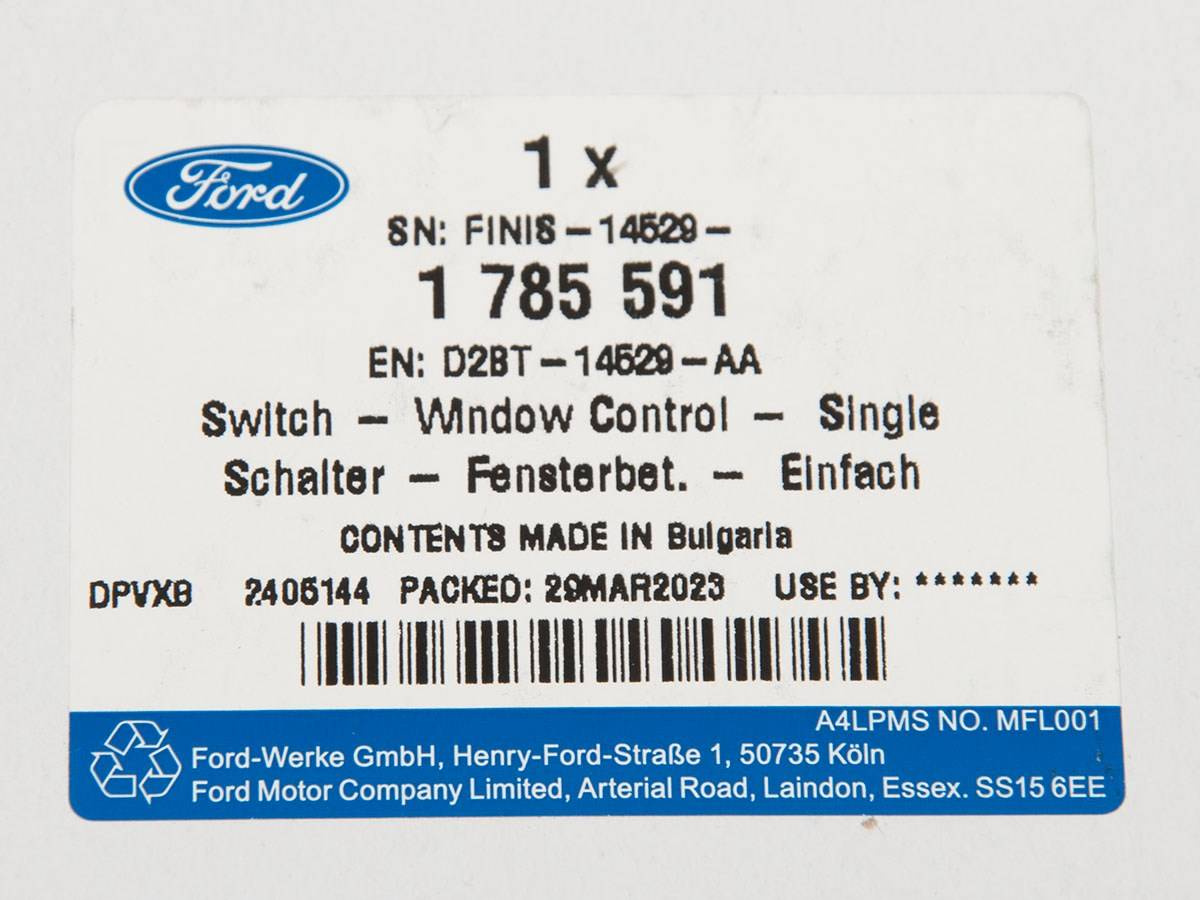 Ford
1 x
SN: FINIS - 14529 -
1 785 591
EN: D2BT - 14529 - AA
Switch - Window Control - Single
Schalter - Fensterbet. - Einfach
CONTENTS MADE IN Bulgaria
DPVXB 2405144 PACKED: 29MAR2023 USE BY: *******
A4LPMS NO. MFL001
Ford-Werke GmbH, Henry-Ford-Straße 1, 50735 Köln
Ford Motor Company Limited, Arterial Road, Laindon, Essex. SS15 6EE